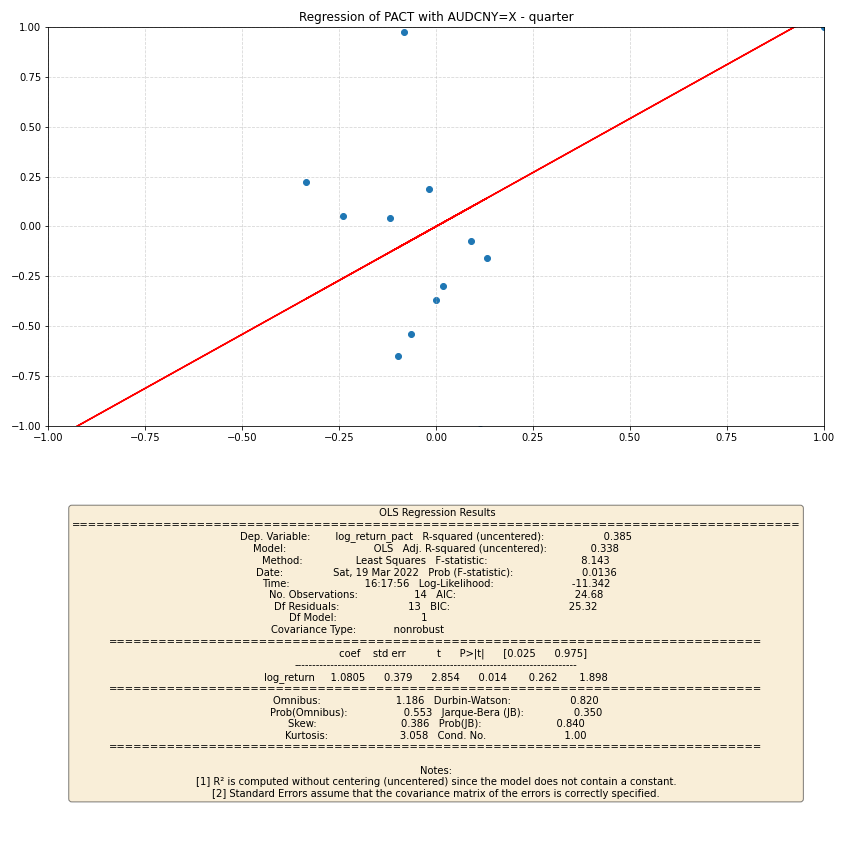 Regression of PACT with AUDCNY=X - quarter
1.00
0.75
0.50
0.25
0.00
−0.25
−0.50
−0.75
−1.00
−1.00 −0.75 −0.50 −0.25 0.00 0.25 0.50 0.75 1.00
OLS Regression Results
==============================================================================
Dep. Variable: log_return_pact R-squared (uncentered): 0.385
Model: OLS Adj. R-squared (uncentered): 0.338
Method: Least Squares F-statistic: 8.143
Date: Sat, 19 Mar 2022 Prob (F-statistic): 0.0136
Time: 16:17:56 Log-Likelihood: -11.342
No. Observations: 14 AIC: 24.68
Df Residuals: 13 BIC: 25.32
Df Model: 1
Covariance Type: nonrobust
==============================================================================
coef std err t P>|t| [0.025 0.975]
------------------------------------------------------------------------------
log_return 1.0805 0.379 2.854 0.014 0.262 1.898
==============================================================================
Omnibus: 1.186 Durbin-Watson: 0.820
Prob(Omnibus): 0.553 Jarque-Bera (JB): 0.350
Skew: 0.386 Prob(JB): 0.840
Kurtosis: 3.058 Cond. No. 1.00
==============================================================================
Notes:
[1] R² is computed without centering (uncentered) since the model does not contain a constant.
[2] Standard Errors assume that the covariance matrix of the errors is correctly specified.